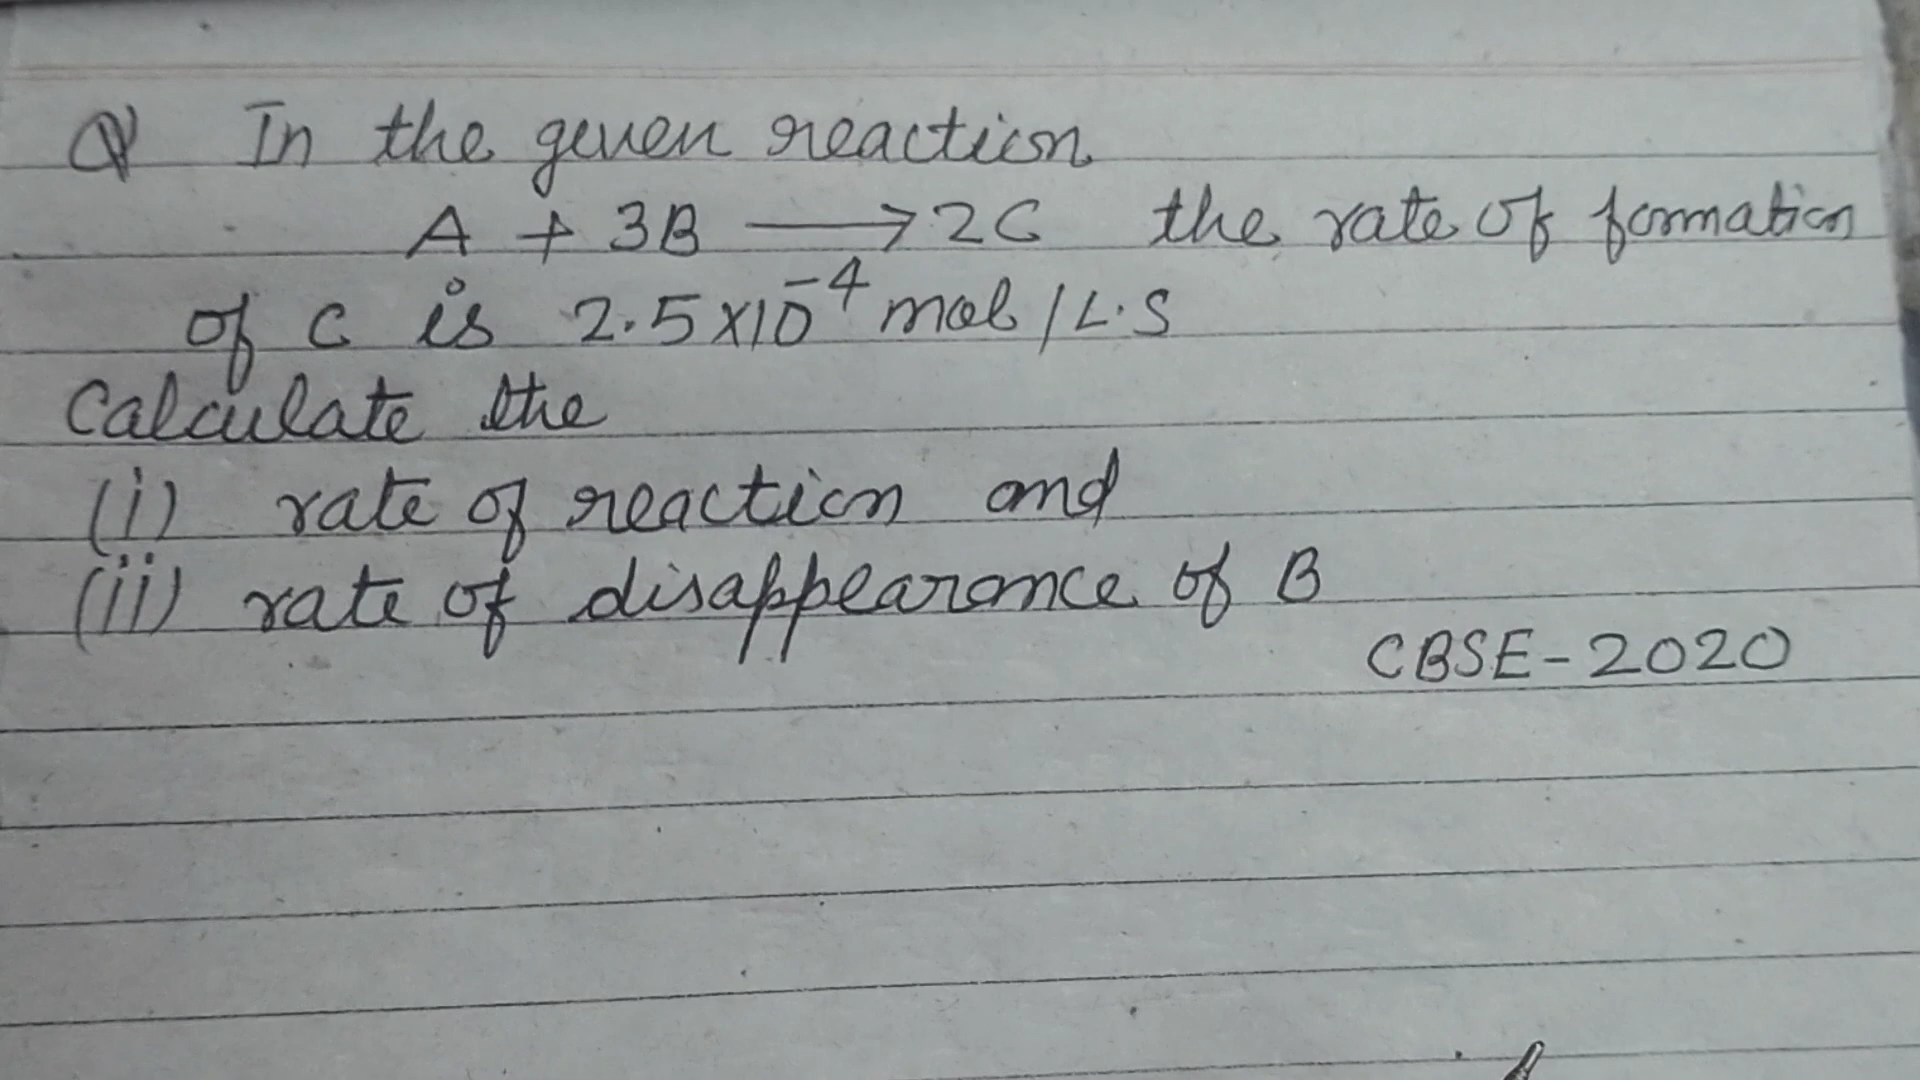 Q In the given reaction
A + 3B ⟶ 2C the rate of formation
of C is 2.5×10⁻⁴ mol/L.S
Calculate the
(i) rate of reaction and
(ii) rate of disappearance of B
CBSE-2020